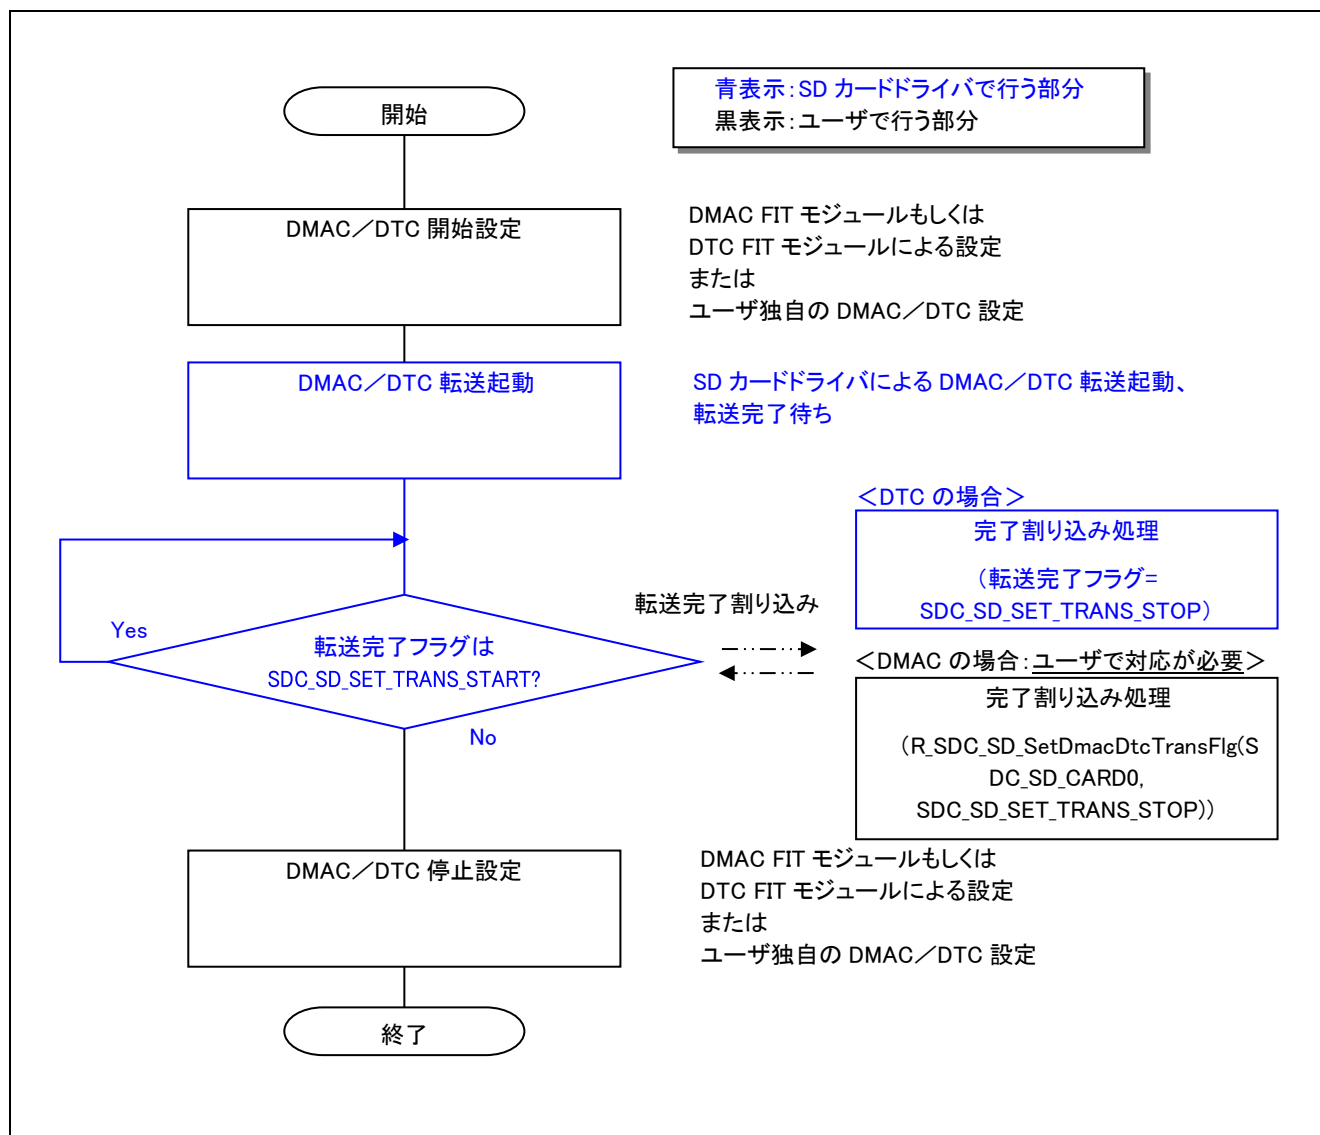 開始
青表示：SD カードドライバで行う部分
黒表示：ユーザで行う部分
DMAC／DTC 開始設定
DMAC FIT モジュールもしくは
DTC FIT モジュールによる設定
または
ユーザ独自の DMAC／DTC 設定
DMAC／DTC 転送起動
SD カードドライバによる DMAC／DTC 転送起動、
転送完了待ち
＜DTC の場合＞
完了割り込み処理
（転送完了フラグ=
SDC_SD_SET_TRANS_STOP）
転送完了割り込み
Yes
転送完了フラグは
SDC_SD_SET_TRANS_START?
No
＜DMAC の場合：ユーザで対応が必要＞
完了割り込み処理
（R_SDC_SD_SetDmacDtcTransFlg(S
DC_SD_CARD0,
SDC_SD_SET_TRANS_STOP)）
DMAC／DTC 停止設定
DMAC FIT モジュールもしくは
DTC FIT モジュールによる設定
または
ユーザ独自の DMAC／DTC 設定
終了